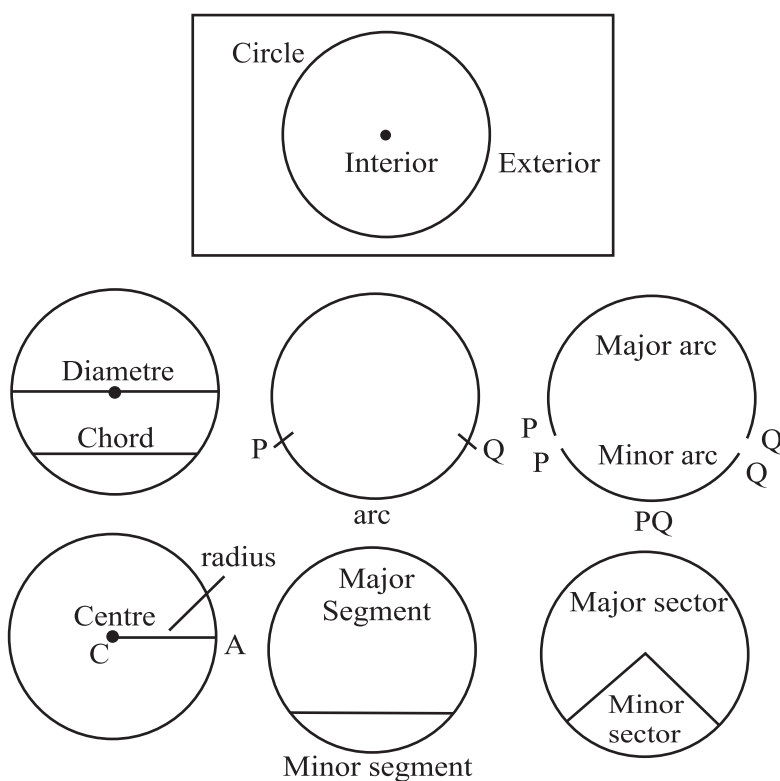 Circle
Interior
Exterior
Diametre
Chord
P
Q
arc
Major arc
P
Q
P
Minor arc
Q
PQ
radius
Centre
C
A
Major
Segment
Minor segment
Major sector
Minor
sector